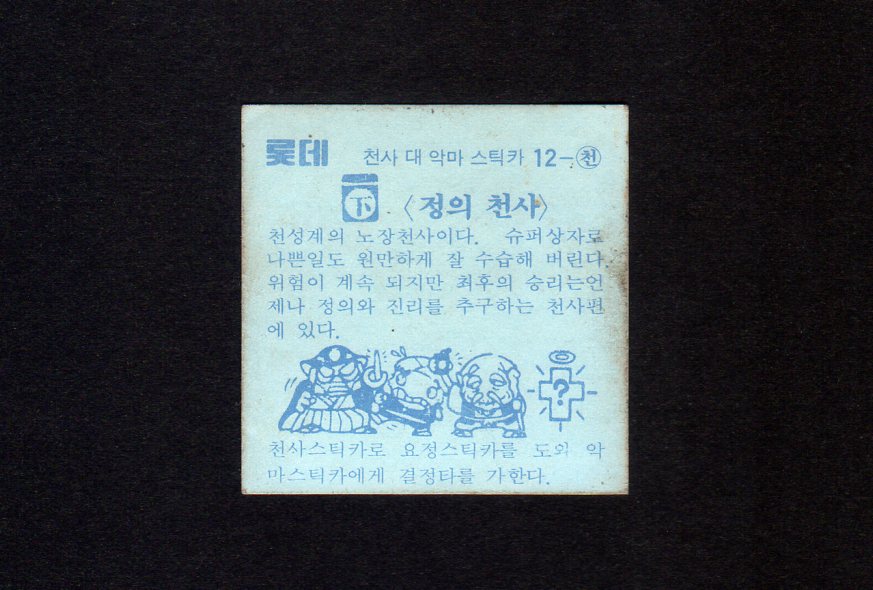 롯데 천사 대 악마 스틱카 12-천
下 〈정의 천사〉
천성계의 노장천사이다. 슈퍼상자로
나쁜일도 원만하게 잘 수습해 버린다.
위험이 계속 되지만 최후의 승리는언
제나 정의와 진리를 추구하는 천사편
에 있다.
?
천사스틱카로 요정스틱카를 도와 악
마스틱카에게 결정타를 가한다.